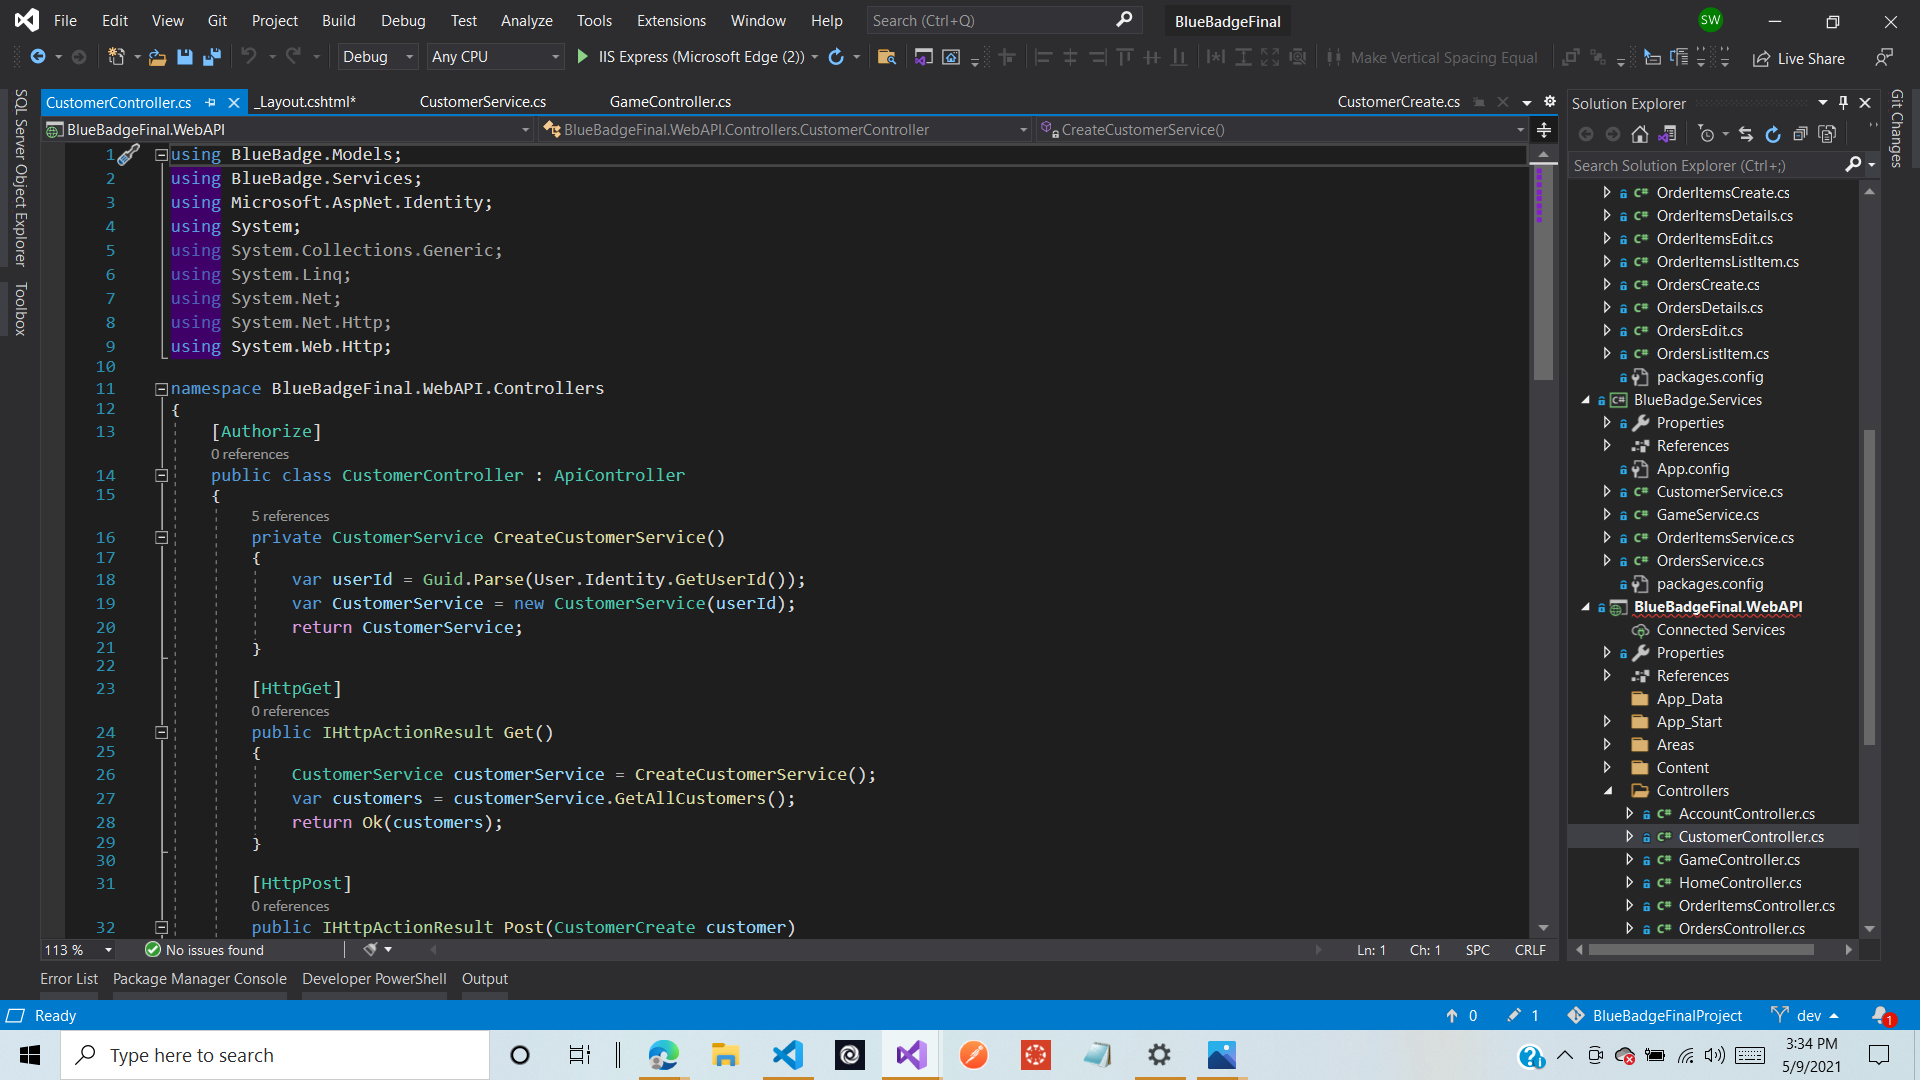 File Edit View Git Project Build Debug Test Analyze Tools Extensions Window Help Search (Ctrl+Q) BlueBadgeFinal SW
Debug Any CPU IIS Express (Microsoft Edge (2)) Make Vertical Spacing Equal Live Share
SQL Server Object Explorer
Toolbox
CustomerController.cs _Layout.cshtml* CustomerService.cs GameController.cs CustomerCreate.cs
BlueBadgeFinal.WebAPI BlueBadgeFinal.WebAPI.Controllers.CustomerController CreateCustomerService()
1 using BlueBadge.Models;
2 using BlueBadge.Services;
3 using Microsoft.AspNet.Identity;
4 using System;
5 using System.Collections.Generic;
6 using System.Linq;
7 using System.Net;
8 using System.Net.Http;
9 using System.Web.Http;
10
11 namespace BlueBadgeFinal.WebAPI.Controllers
12 {
13 [Authorize]
0 references
14 public class CustomerController : ApiController
15 {
5 references
16 private CustomerService CreateCustomerService()
17 {
18 var userId = Guid.Parse(User.Identity.GetUserId());
19 var CustomerService = new CustomerService(userId);
20 return CustomerService;
21 }
22
23 [HttpGet]
0 references
24 public IHttpActionResult Get()
25 {
26 CustomerService customerService = CreateCustomerService();
27 var customers = customerService.GetAllCustomers();
28 return Ok(customers);
29 }
30
31 [HttpPost]
0 references
32 public IHttpActionResult Post(CustomerCreate customer)
113 % No issues found Ln: 1 Ch: 1 SPC CRLF
Solution Explorer
Search Solution Explorer (Ctrl+;)
OrderItemsCreate.cs
OrderItemsDetails.cs
OrderItemsEdit.cs
OrderItemsListItem.cs
OrdersCreate.cs
OrdersDetails.cs
OrdersEdit.cs
OrdersListItem.cs
packages.config
BlueBadge.Services
Properties
References
App.config
CustomerService.cs
GameService.cs
OrderItemsService.cs
OrdersService.cs
packages.config
BlueBadgeFinal.WebAPI
Connected Services
Properties
References
App_Data
App_Start
Areas
Content
Controllers
AccountController.cs
CustomerController.cs
GameController.cs
HomeController.cs
OrderItemsController.cs
OrdersController.cs
Git Changes
Error List Package Manager Console Developer PowerShell Output
Ready 0 1 BlueBadgeFinalProject dev 1
Type here to search
3:34 PM
5/9/2021